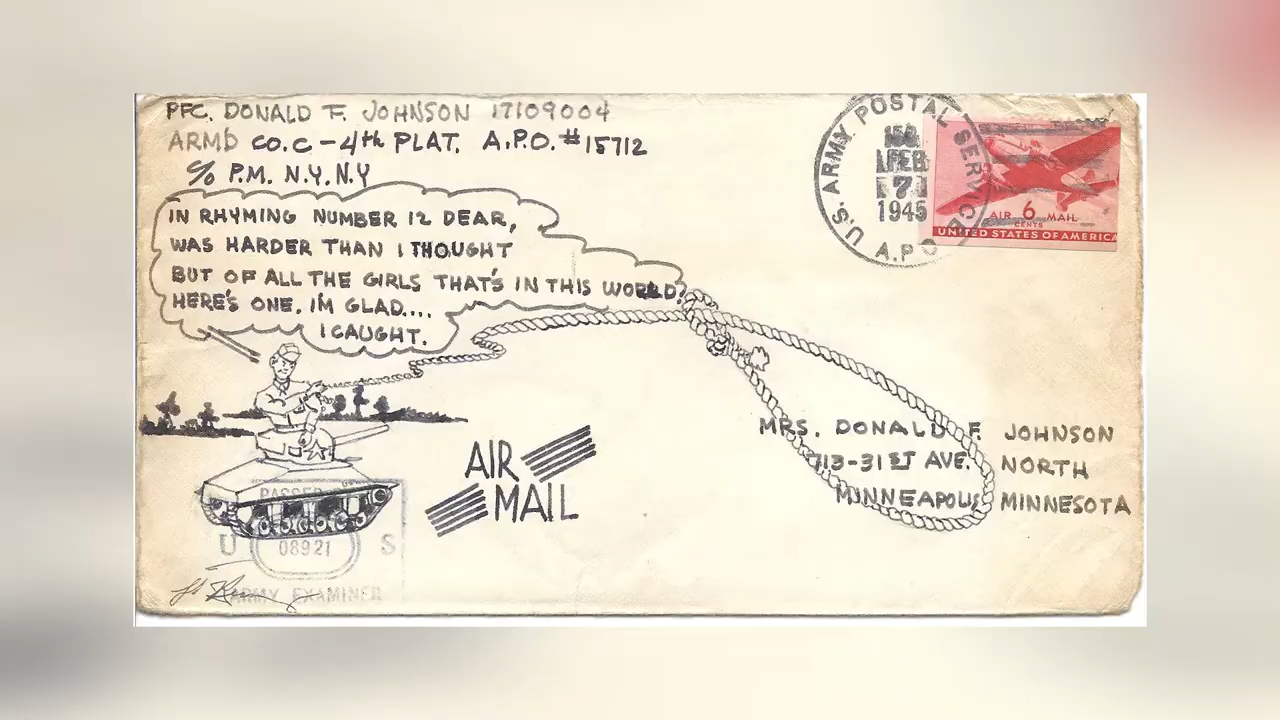 PFC. DONALD F. JOHNSON 17109004
ARMD CO.C - 4th PLAT. A.P.O. #15712
c/o P.M. N.Y. N.Y
IN RHYMING NUMBER 12 DEAR,
WAS HARDER THAN I THOUGHT
BUT OF ALL THE GIRLS THAT'S IN THIS WORLD?
HERE'S ONE, I'M GLAD....
I CAUGHT.
U.S. ARMY POSTAL SERVICE
FEB
7
1945
A.P.O.
AIR 6 MAIL
CENTS
UNITED STATES OF AMERICA
AIR
MAIL
MRS. DONALD F. JOHNSON
713-31ST AVE. NORTH
MINNEAPOLIS MINNESOTA
PASSED
U 08921 S
ARMY EXAMINER